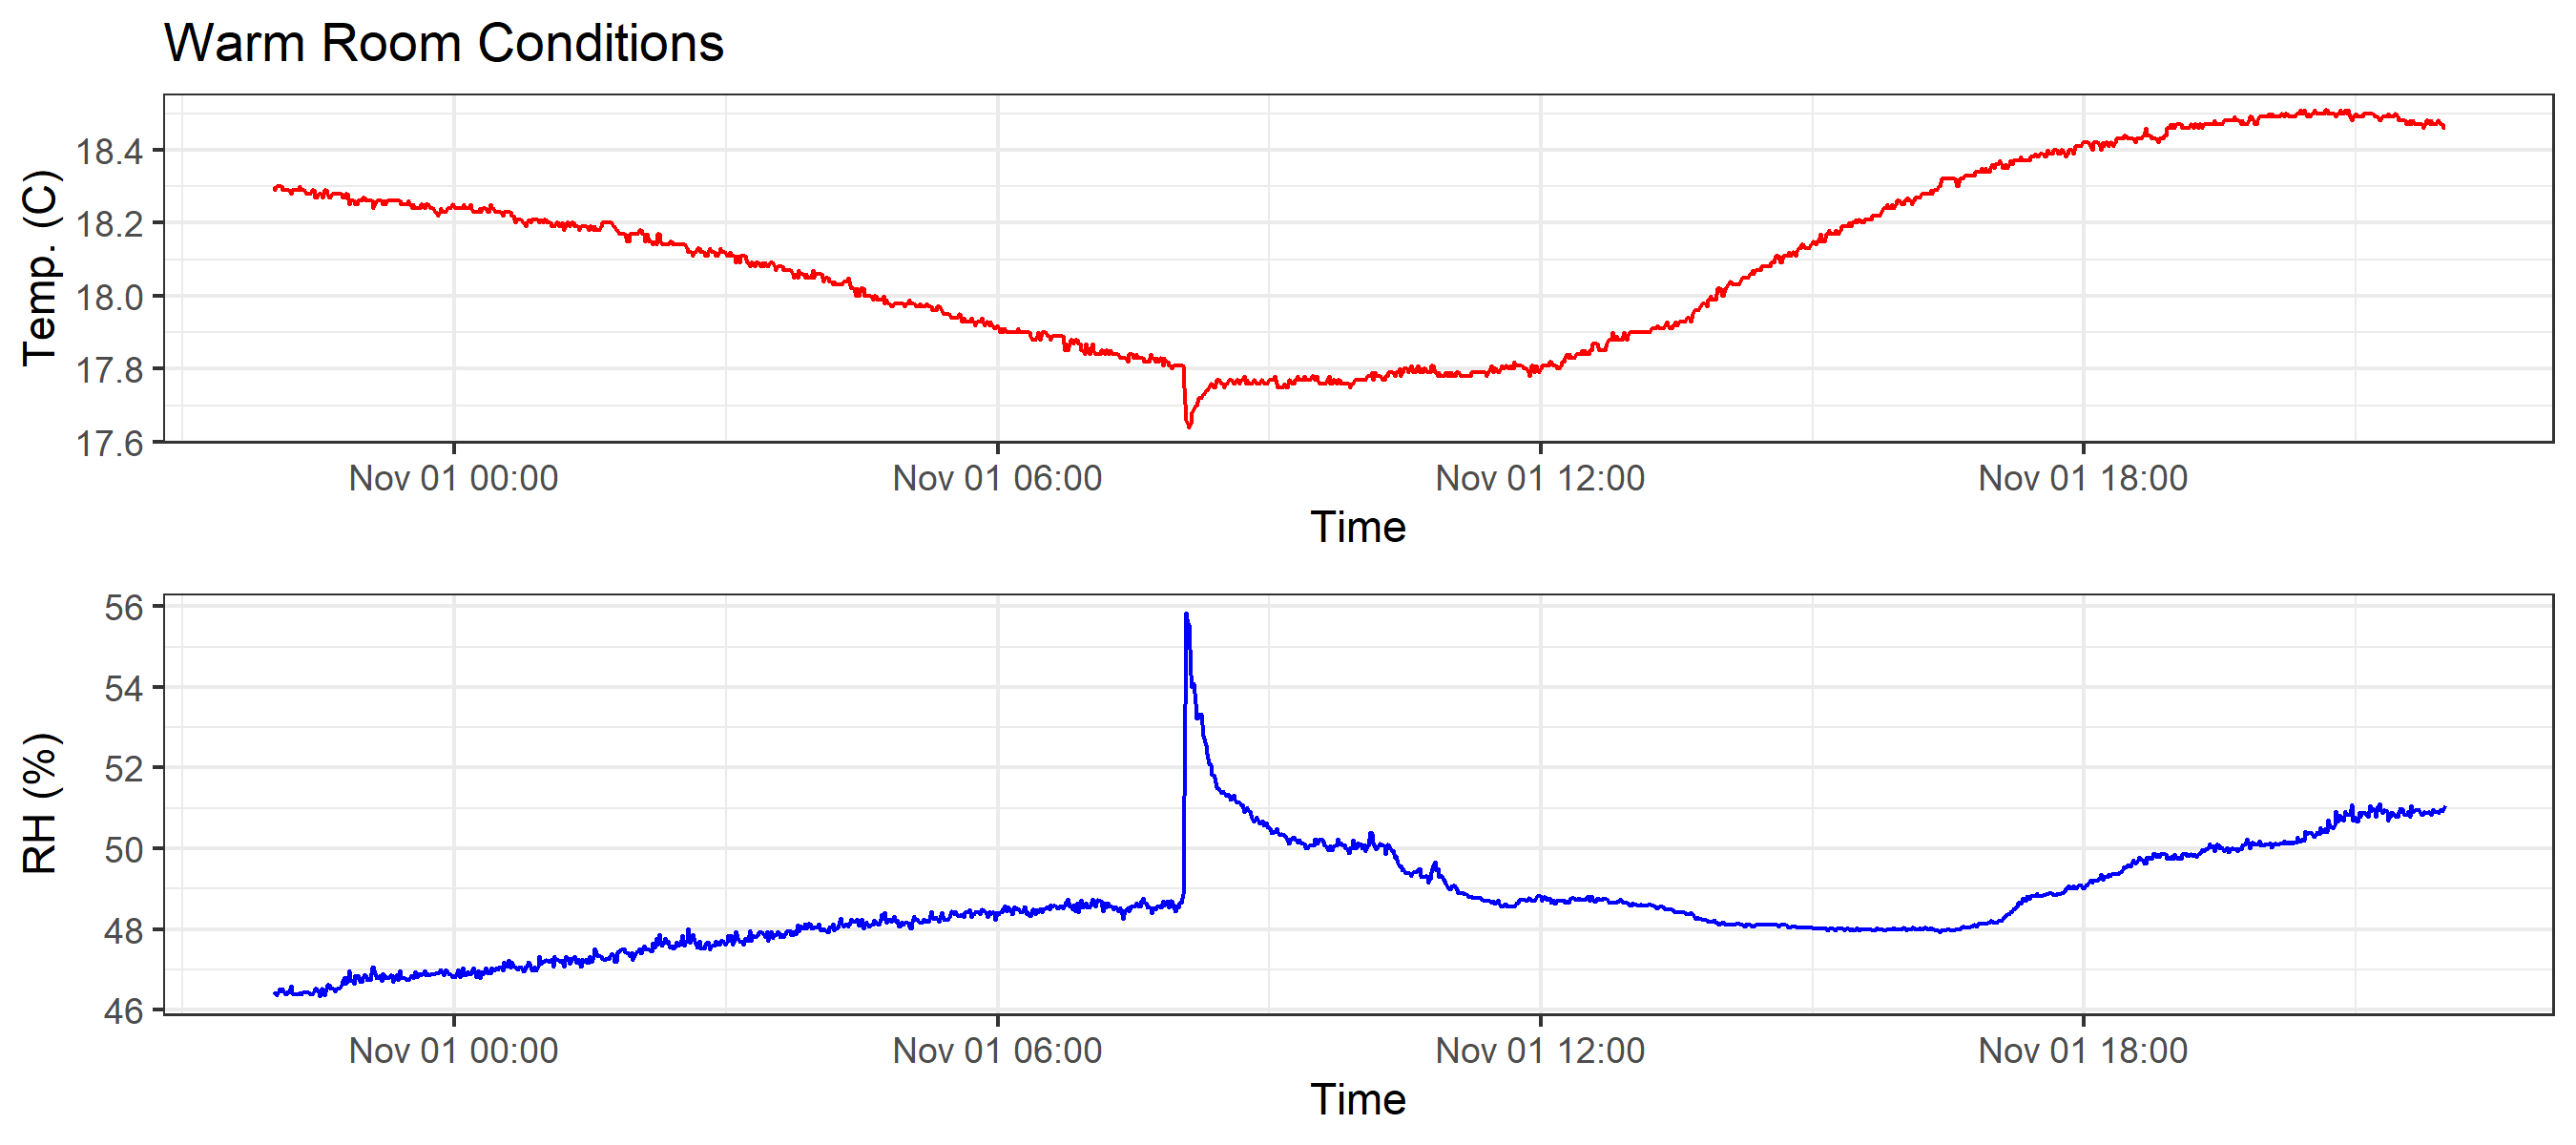 Warm Room Conditions
Temp. (C)
18.4
18.2
18.0
17.8
17.6
Nov 01 00:00 Nov 01 06:00 Nov 01 12:00 Nov 01 18:00
Time
RH (%)
56
54
52
50
48
46
Nov 01 00:00 Nov 01 06:00 Nov 01 12:00 Nov 01 18:00
Time